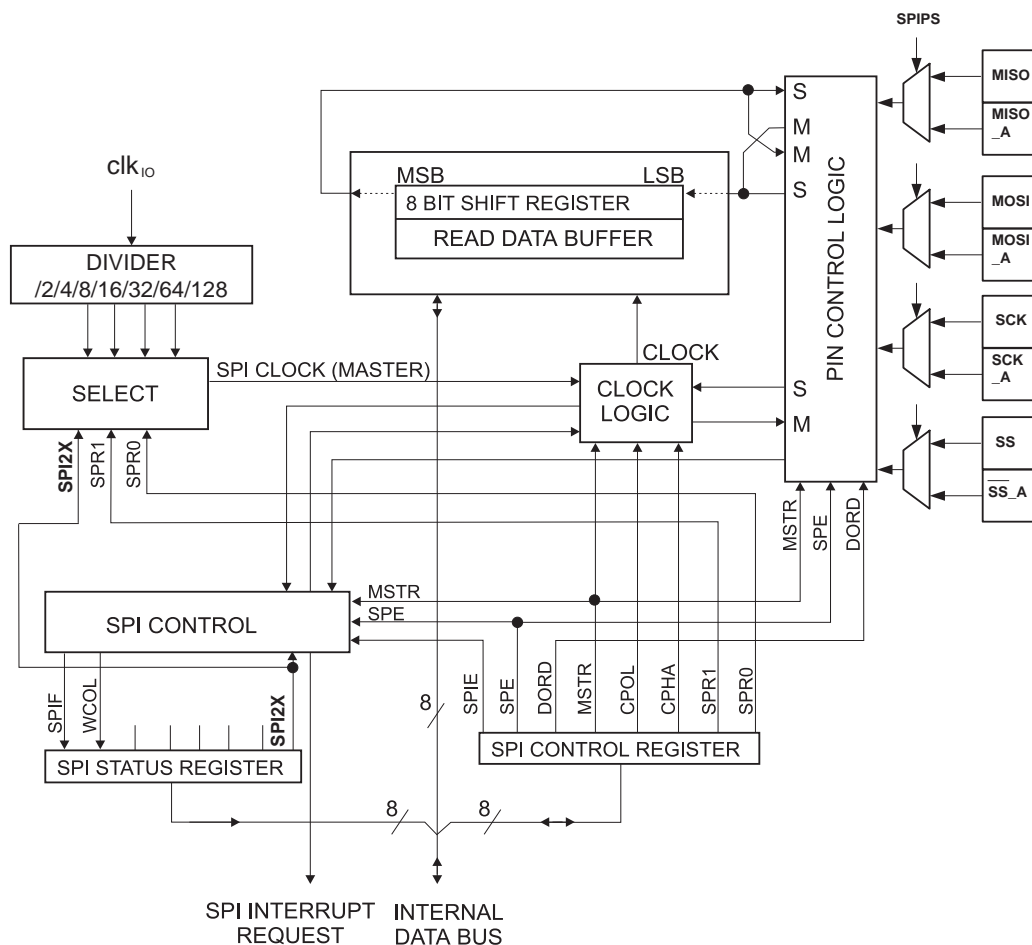 SPIPS
MISO
MISO
_A
MOSI
MOSI
_A
SCK
SCK
_A
SS
SS_A
PIN CONTROL LOGIC
S
M
M
S
S
M
MSTR
SPE
DORD
MSB
LSB
8 BIT SHIFT REGISTER
READ DATA BUFFER
clkIO
DIVIDER
/2/4/8/16/32/64/128
SELECT
SPI CLOCK (MASTER)
CLOCK
CLOCK
LOGIC
SPI2X
SPR1
SPR0
MSTR
SPE
SPI CONTROL
SPIF
WCOL
SPI2X
SPI STATUS REGISTER
8
SPIE
SPE
DORD
MSTR
CPOL
CPHA
SPR1
SPR0
SPI CONTROL REGISTER
8
8
SPI INTERRUPT
REQUEST
INTERNAL
DATA BUS